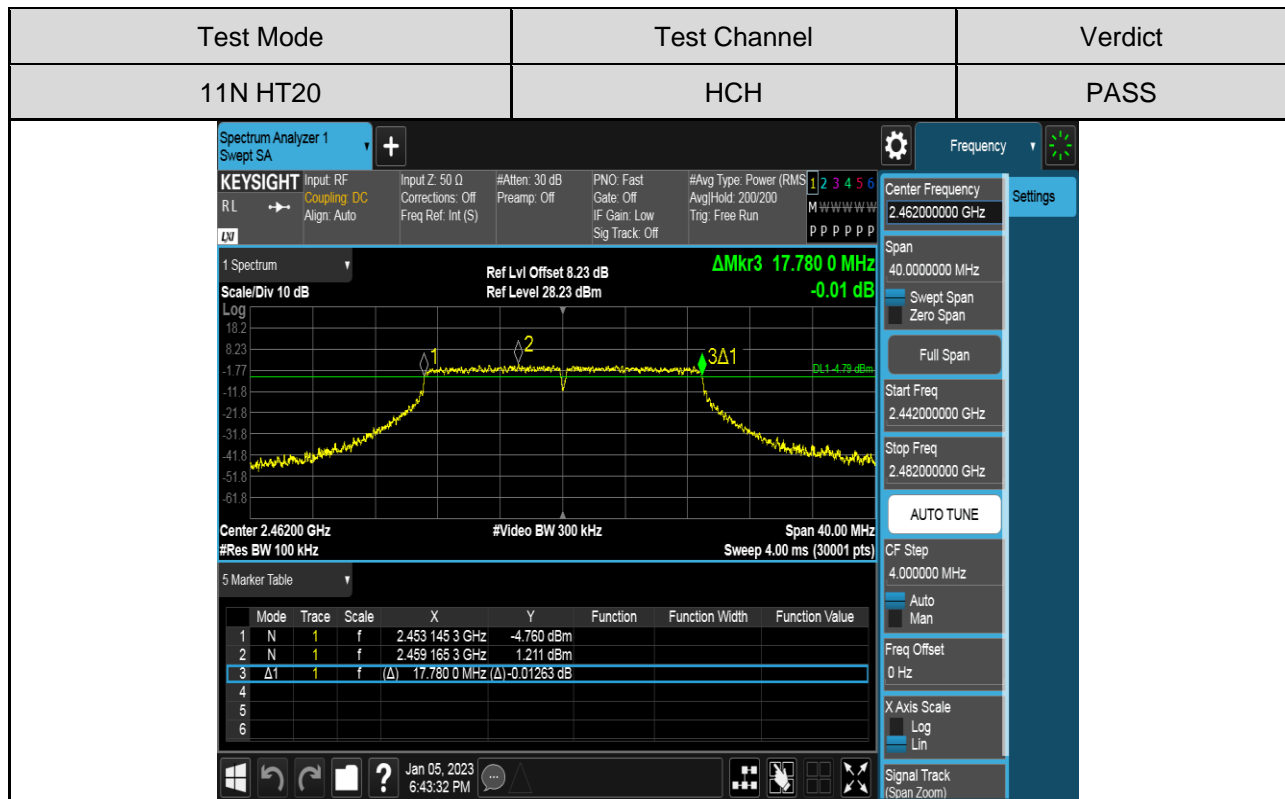 Test Mode Test Channel Verdict
11N HT20 HCH PASS
Spectrum Analyzer 1
Swept SA
+
Frequency
KEYSIGHT
RL
LXI
Input: RF
Coupling: DC
Align: Auto
Input Z: 50 Ω
Corrections: Off
Freq Ref: Int (S)
#Atten: 30 dB
Preamp: Off
PNO: Fast
Gate: Off
IF Gain: Low
Sig Track: Off
#Avg Type: Power (RMS
Avg|Hold: 200/200
Trig: Free Run
1 2 3 4 5 6
M W W W W W
P P P P P P
1 Spectrum
Scale/Div 10 dB
Ref Lvl Offset 8.23 dB
Ref Level 28.23 dBm
ΔMkr3 17.780 0 MHz
-0.01 dB
Log
18.2
8.23
-1.77
-11.8
-21.8
-31.8
-41.8
-51.8
-61.8
1
2
3Δ1
DL1 -4.79 dBm
Center 2.46200 GHz #Video BW 300 kHz Span 40.00 MHz
#Res BW 100 kHz Sweep 4.00 ms (30001 pts)
5 Marker Table
Mode Trace Scale X Y Function Function Width Function Value
1 N 1 f 2.453 145 3 GHz -4.760 dBm
2 N 1 f 2.459 165 3 GHz 1.211 dBm
3 Δ1 1 f (Δ) 17.780 0 MHz (Δ) -0.01263 dB
4
5
6
?
Jan 05, 2023
6:43:32 PM
Center Frequency
2.462000000 GHz
Settings
Span
40.0000000 MHz
Swept Span
Zero Span
Full Span
Start Freq
2.442000000 GHz
Stop Freq
2.482000000 GHz
AUTO TUNE
CF Step
4.000000 MHz
Auto
Man
Freq Offset
0 Hz
X Axis Scale
Log
Lin
Signal Track
(Span Zoom)